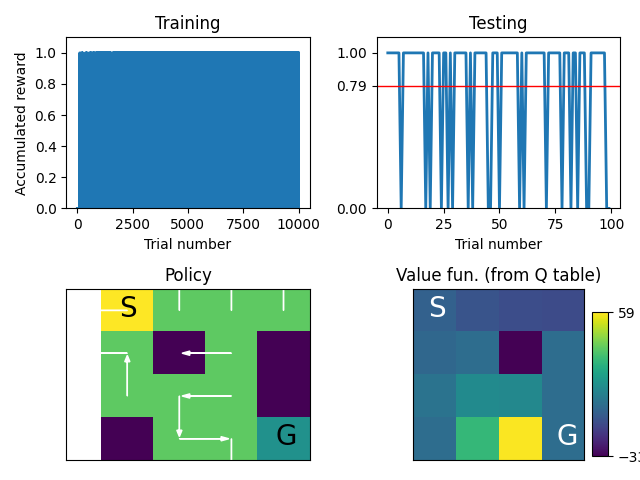 Training
Accumulated reward
1.0
0.8
0.6
0.4
0.2
0.0
0 2500 5000 7500 10000
Trial number
Testing
1.00
0.79
0.00
0 25 50 75 100
Trial number
Policy
S
G
Value fun. (from Q table)
S
G
59